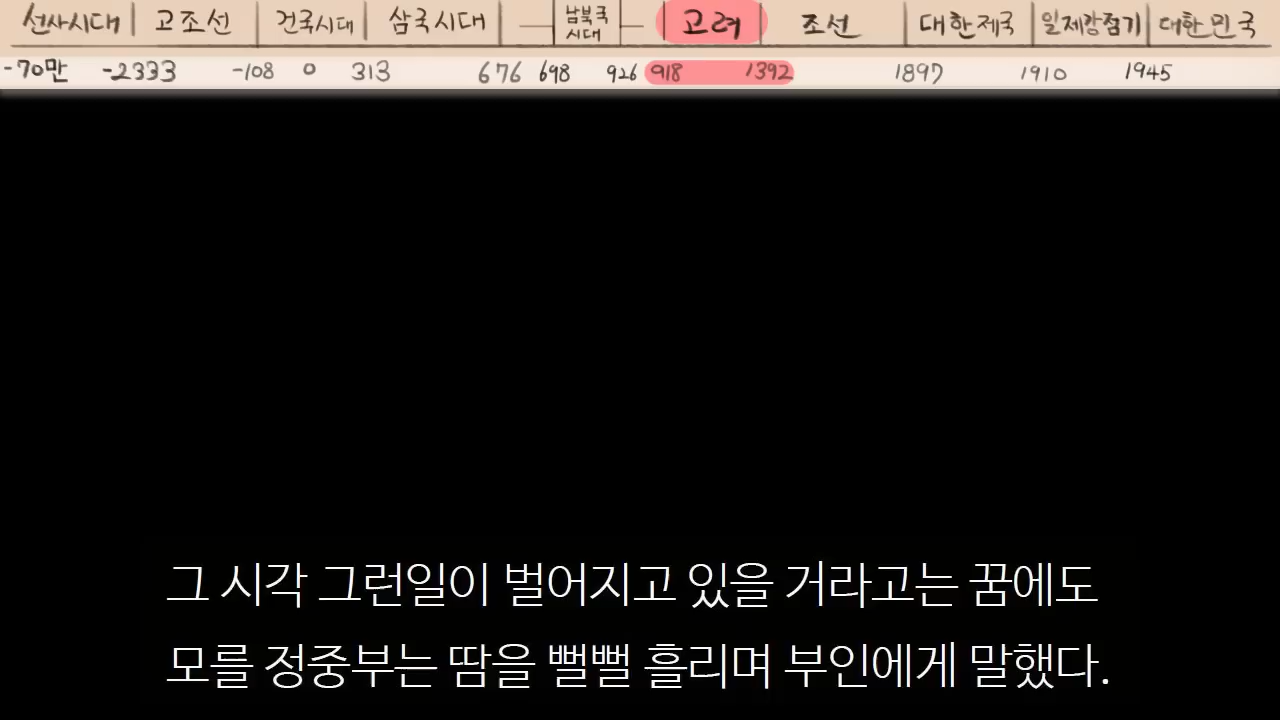 선사시대 고조선 건국시대 삼국시대 남북국시대 고려 조선 대한제국 일제강점기 대한민국
-70만 -2333 -108 0 313 676 698 926 918 1392 1897 1910 1945
그 시각 그런일이 벌어지고 있을 거라고는 꿈에도
모를 정중부는 땀을 뻘뻘 흘리며 부인에게 말했다.